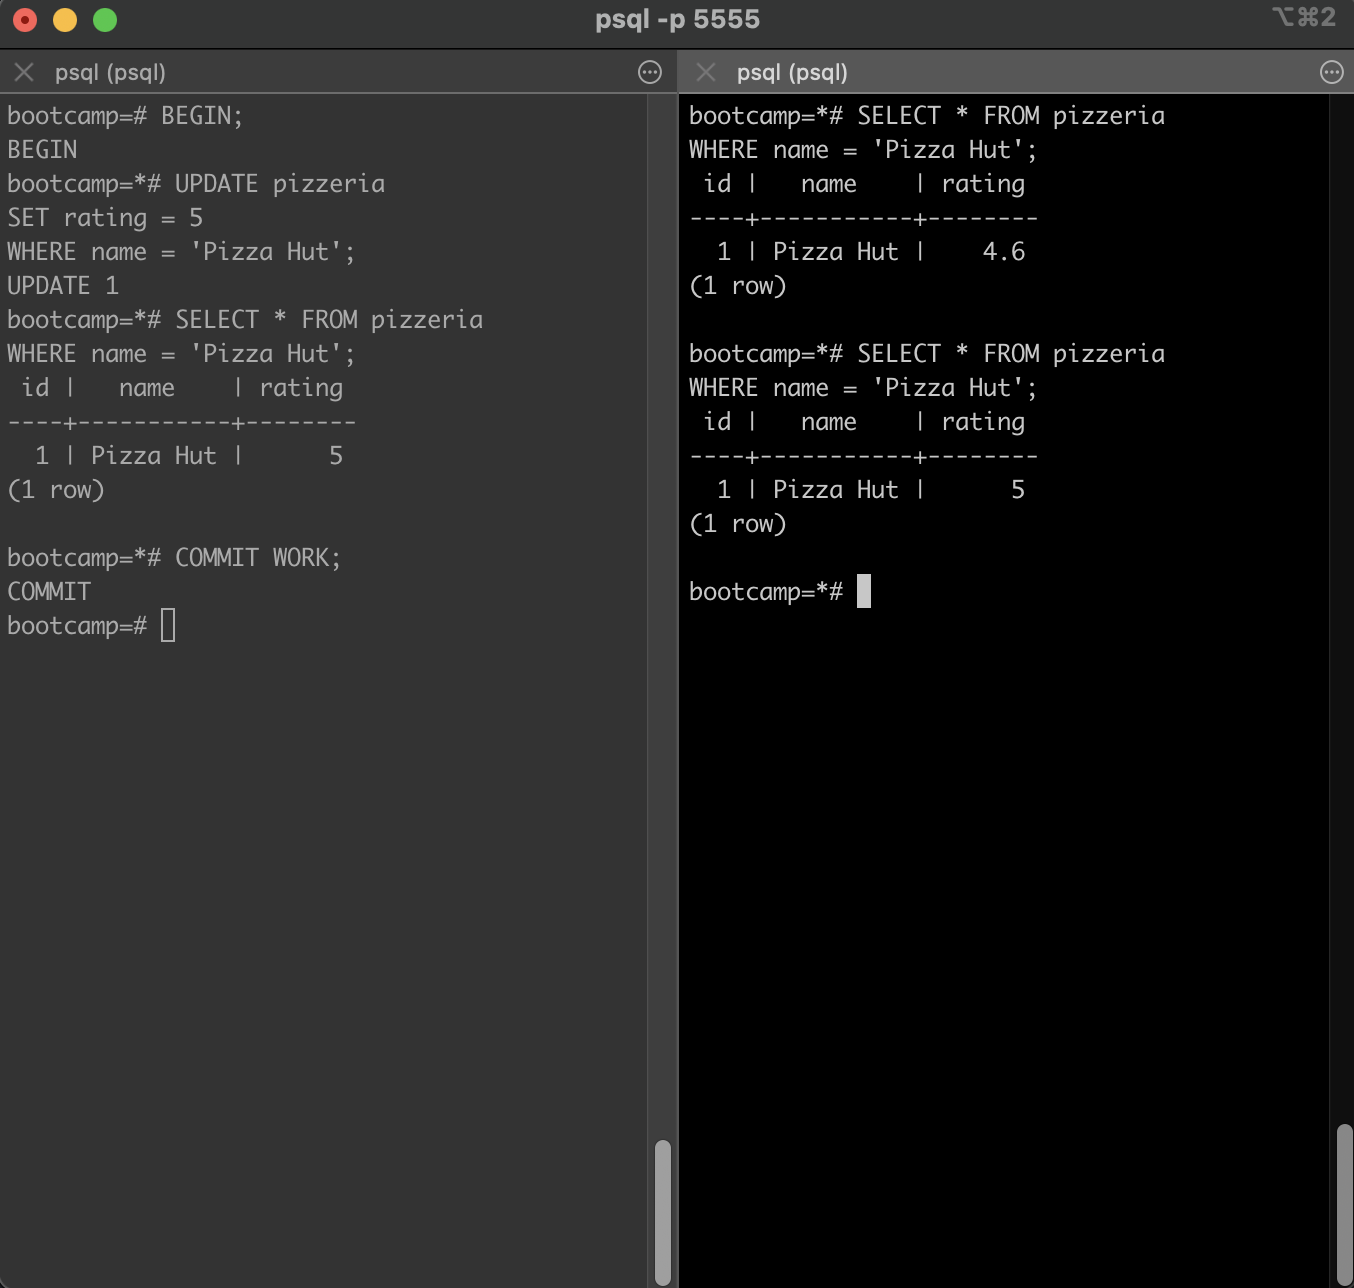 psql -p 5555
⌥⌘2
psql (psql)
bootcamp=# BEGIN;
BEGIN
bootcamp=*# UPDATE pizzeria
SET rating = 5
WHERE name = 'Pizza Hut';
UPDATE 1
bootcamp=*# SELECT * FROM pizzeria
WHERE name = 'Pizza Hut';
 id |   name    | rating
----+-----------+--------
  1 | Pizza Hut |      5
(1 row)

bootcamp=*# COMMIT WORK;
COMMIT
bootcamp=#
psql (psql)
bootcamp=*# SELECT * FROM pizzeria
WHERE name = 'Pizza Hut';
 id |   name    | rating
----+-----------+--------
  1 | Pizza Hut |    4.6
(1 row)

bootcamp=*# SELECT * FROM pizzeria
WHERE name = 'Pizza Hut';
 id |   name    | rating
----+-----------+--------
  1 | Pizza Hut |      5
(1 row)

bootcamp=*#